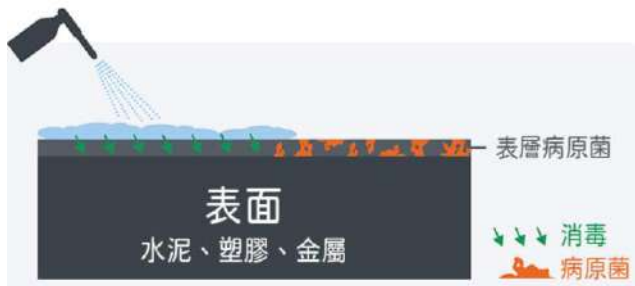 表層病原菌
表面
水泥、塑膠、金屬
消毒
病原菌